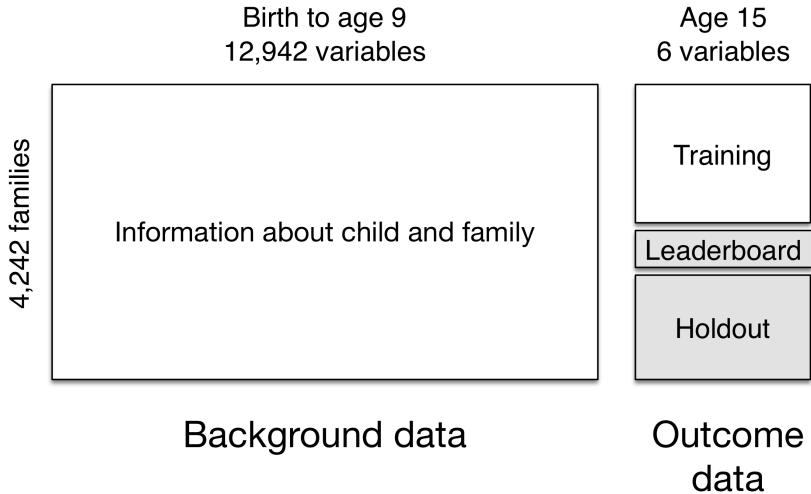 Birth to age 9
12,942 variables
Age 15
6 variables
4,242 families
Information about child and family
Training
Leaderboard
Holdout
Background data
Outcome
data